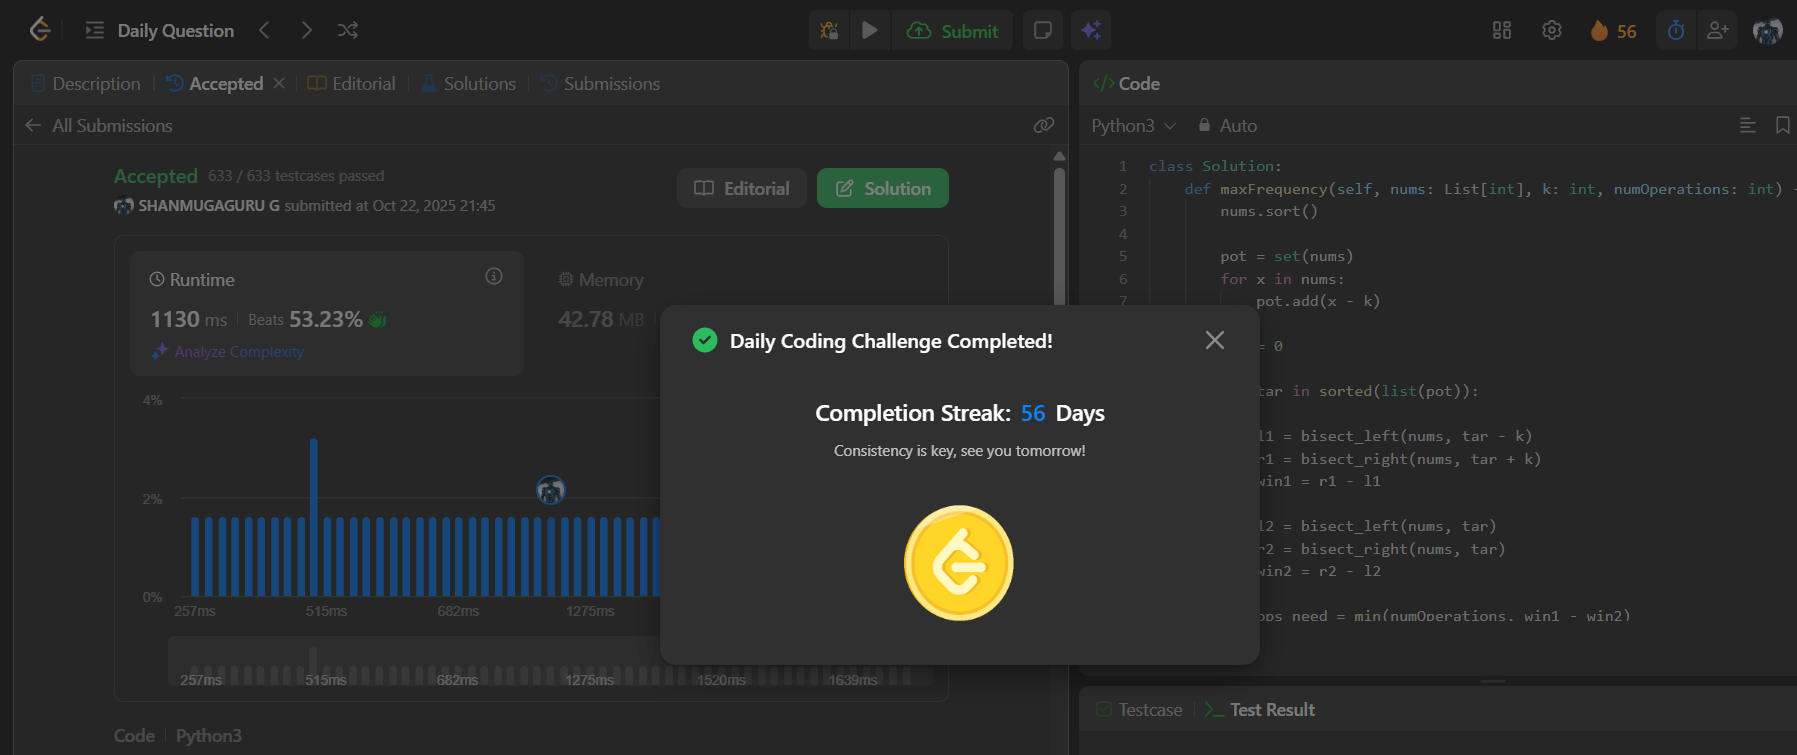 Daily Question
Submit
56
Description
Accepted
Editorial
Solutions
Submissions
All Submissions
Accepted 633 / 633 testcases passed
SHANMUGAGURU G submitted at Oct 22, 2025 21:45
Editorial
Solution
Runtime
1130 ms Beats 53.23%
Analyze Complexity
Memory
42.78 MB
4%
2%
0%
257ms 515ms 682ms 1275ms
257ms 515ms 682ms 1275ms 1520ms 1639ms
Code Python3
Daily Coding Challenge Completed!
Completion Streak: 56 Days
Consistency is key, see you tomorrow!
</> Code
Python3 Auto
1 class Solution:
2 def maxFrequency(self, nums: List[int], k: int, numOperations: int) -
3 nums.sort()
4
5 pot = set(nums)
6 for x in nums:
7 pot.add(x - k)
= 0
tar in sorted(list(pot)):
l1 = bisect_left(nums, tar - k)
r1 = bisect_right(nums, tar + k)
win1 = r1 - l1
l2 = bisect_left(nums, tar)
r2 = bisect_right(nums, tar)
win2 = r2 - l2
ops need = min(numOperations, win1 - win2)
Testcase
Test Result